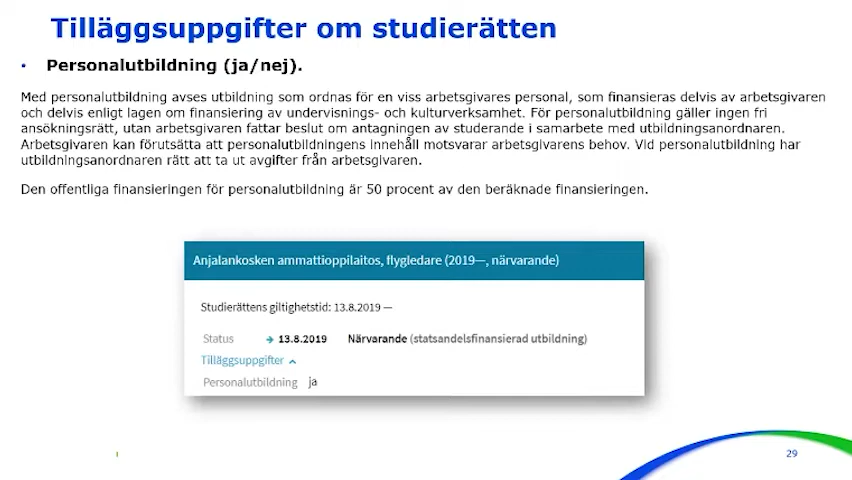 Tilläggsuppgifter om studierätten
• Personalutbildning (ja/nej).
Med personalutbildning avses utbildning som ordnas för en viss arbetsgivares personal, som finansieras delvis av arbetsgivaren
och delvis enligt lagen om finansiering av undervisnings- och kulturverksamhet. För personalutbildning gäller ingen fri
ansökningsrätt, utan arbetsgivaren fattar beslut om antagningen av studerande i samarbete med utbildningsanordnaren.
Arbetsgivaren kan förutsätta att personalutbildningens innehåll motsvarar arbetsgivarens behov. Vid personalutbildning har
utbildningsanordnaren rätt att ta ut avgifter från arbetsgivaren.
Den offentliga finansieringen för personalutbildning är 50 procent av den beräknade finansieringen.
Anjalankosken ammattioppilaitos, flygledare (2019—, närvarande)
Studierättens giltighetstid: 13.8.2019 —
Status → 13.8.2019 Närvarande (statsandelsfinansierad utbildning)
Tilläggsuppgifter
Personalutbildning ja
29